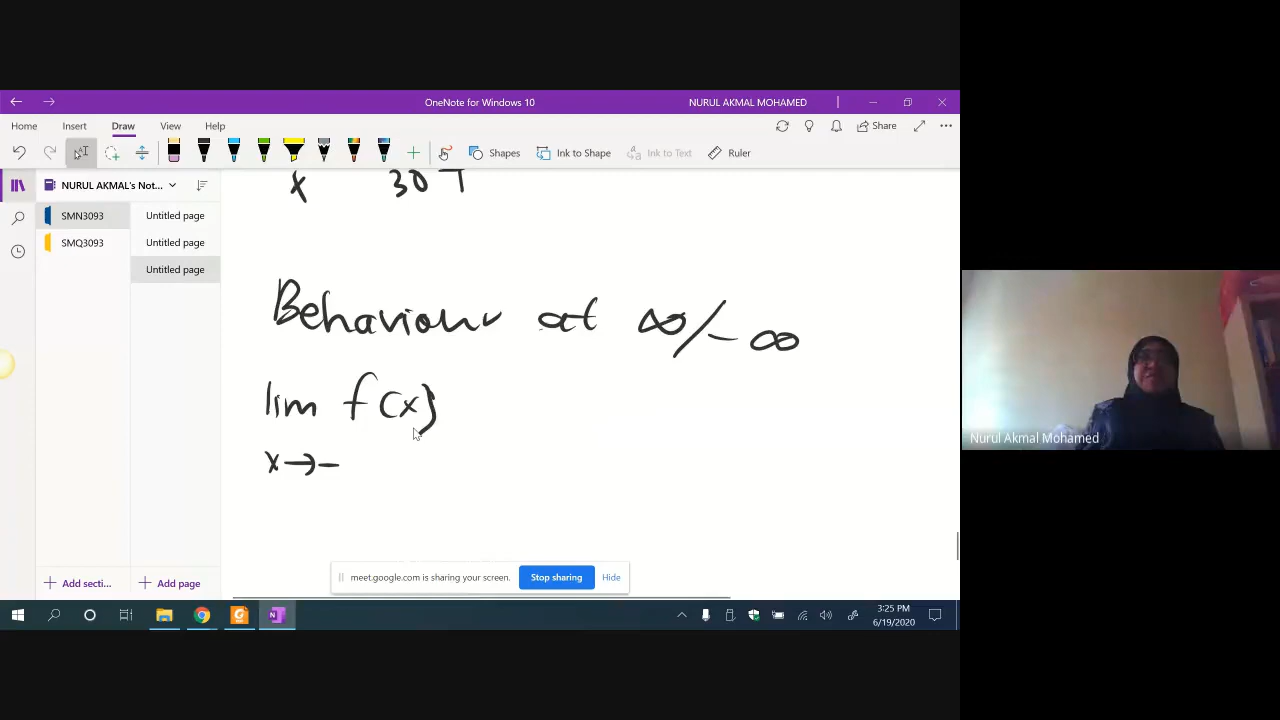 OneNote for Windows 10
NURUL AKMAL MOHAMED
Home Insert Draw View Help
Share
Shapes Ink to Shape Ink to Text Ruler
NURUL AKMAL's Not...
SMN3093
SMQ3093
Untitled page
Untitled page
Untitled page
x 30
Behaviour at ∞/-∞
lim f(x)
x→-
Nurul Akmal Mohamed
meet.google.com is sharing your screen. Stop sharing Hide
Add secti... Add page
3:25 PM
6/19/2020